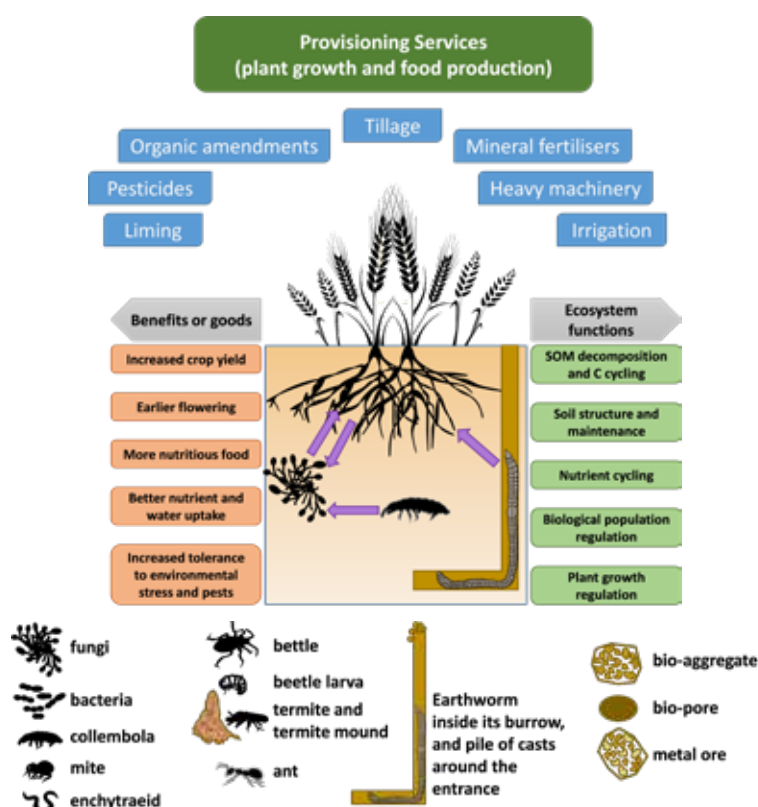 Provisioning Services
(plant growth and food production)
Tillage
Organic amendments
Mineral fertilisers
Pesticides
Heavy machinery
Liming
Irrigation
Benefits or goods
Ecosystem
functions
Increased crop yield
SOM decomposition
and C cycling
Earlier flowering
Soil structure and
maintenance
More nutritious food
Nutrient cycling
Better nutrient and
water uptake
Biological population
regulation
Increased tolerance
to environmental
stress and pests
Plant growth
regulation
fungi
bacteria
collembola
mite
enchytraeid
bettle
beetle larva
termite and
termite mound
ant
Earthworm
inside its burrow,
and pile of casts
around the
entrance
bio-aggregate
bio-pore
metal ore